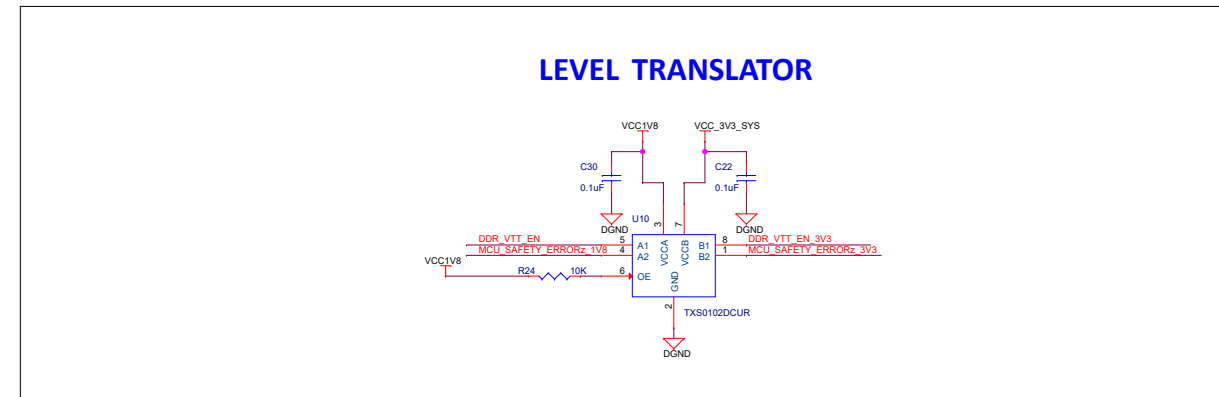 LEVEL TRANSLATOR
VCC1V8 VCC_3V3_SYS
C30 C22
0.1uF 0.1uF
DGND U10 3 7 DGND
DDR_VTT_EN 5 A1 VCCA VCCB B1 8 DDR_VTT_EN_3V3
MCU_SAFETY_ERRORz_1V8 4 A2 B2 1 MCU_SAFETY_ERRORz_3V3
VCC1V8 R24 10K 6 OE GND
2 TXS0102DCUR
DGND